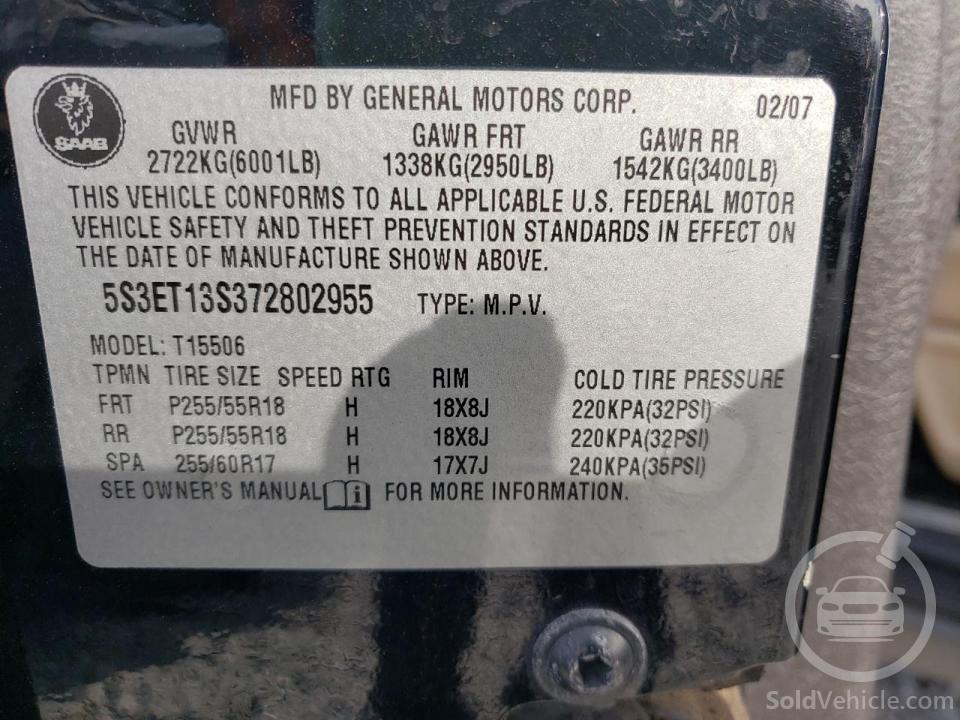 SAAB
MFD BY GENERAL MOTORS CORP. 02/07
GVWR GAWR FRT GAWR RR
2722KG(6001LB) 1338KG(2950LB) 1542KG(3400LB)
THIS VEHICLE CONFORMS TO ALL APPLICABLE U.S. FEDERAL MOTOR
VEHICLE SAFETY AND THEFT PREVENTION STANDARDS IN EFFECT ON
THE DATE OF MANUFACTURE SHOWN ABOVE.
5S3ET13S372802955 TYPE: M.P.V.
MODEL: T15506
TPMN TIRE SIZE SPEED RTG RIM COLD TIRE PRESSURE
FRT P255/55R18 H 18X8J 220KPA(32PSI)
RR P255/55R18 H 18X8J 220KPA(32PSI)
SPA 255/60R17 H 17X7J 240KPA(35PSI)
SEE OWNER'S MANUAL i FOR MORE INFORMATION.
SoldVehicle.com